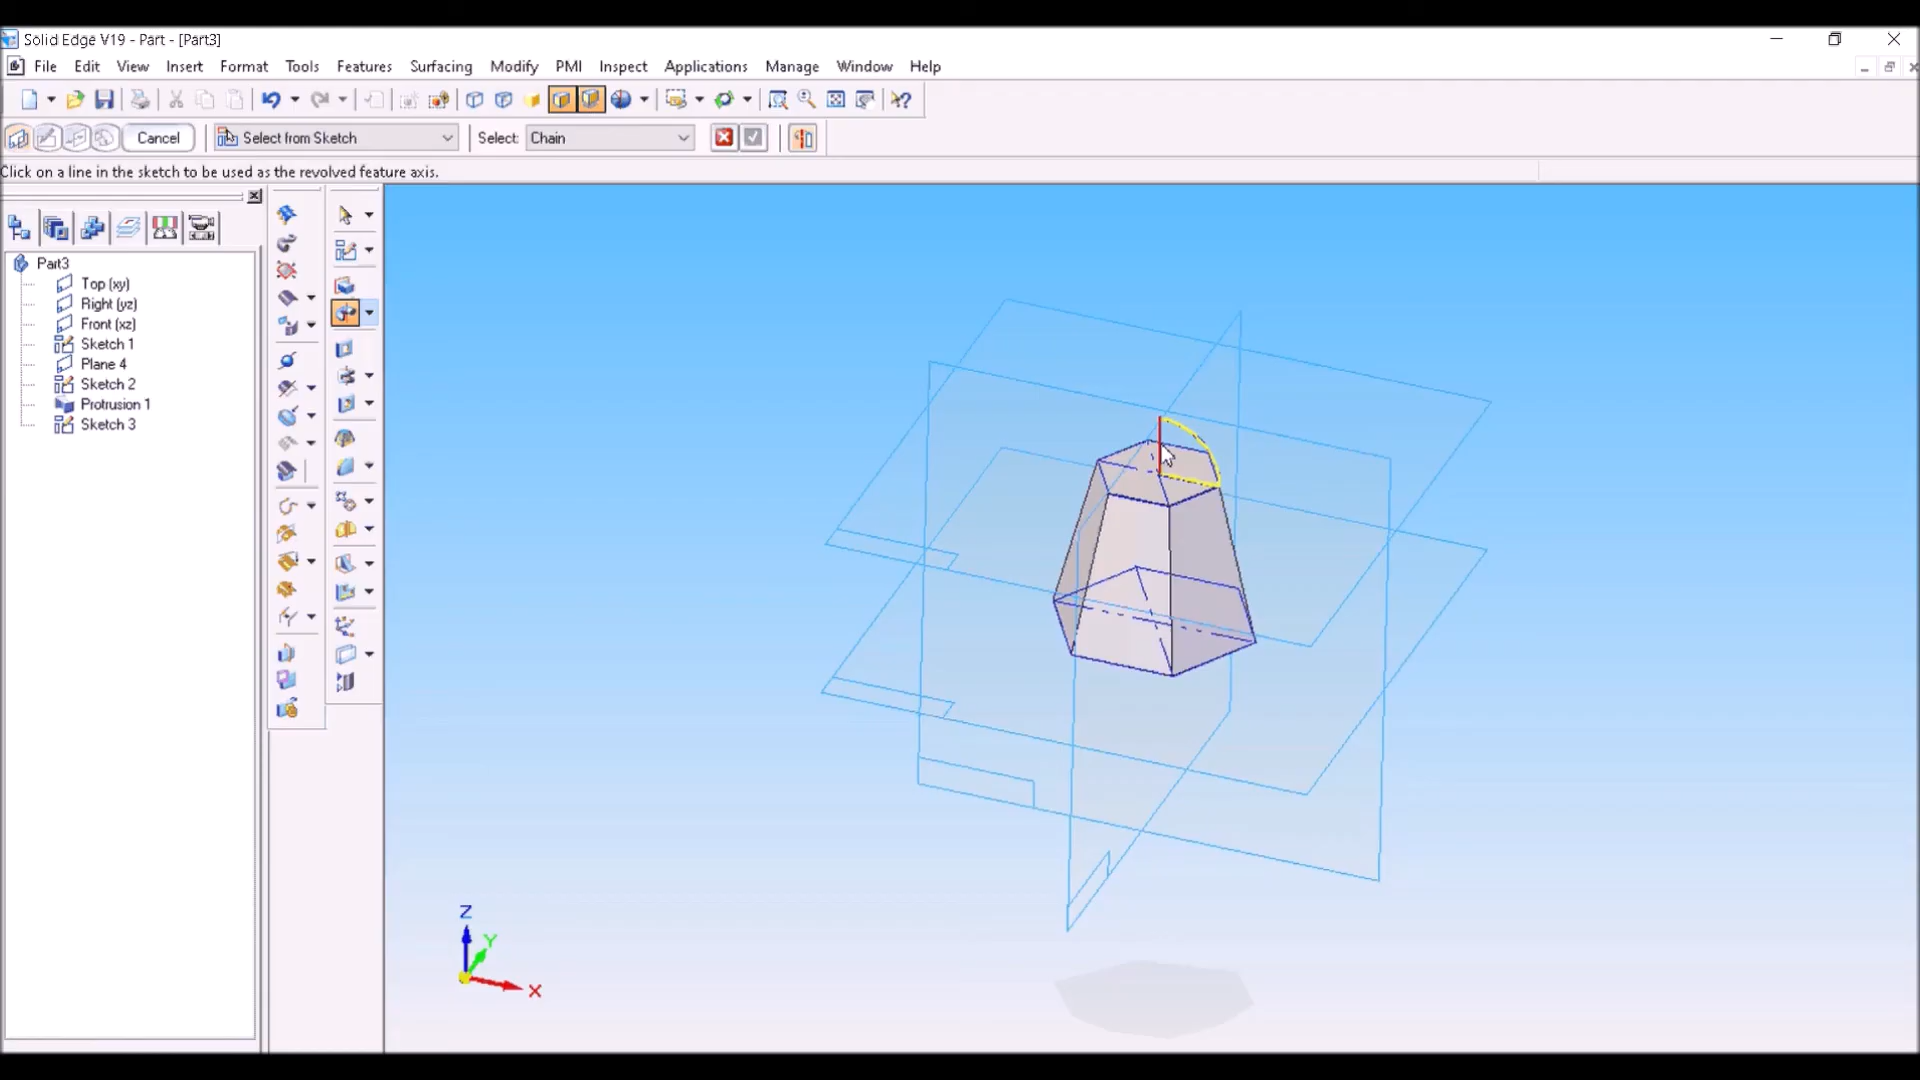 Solid Edge V19 - Part - [Part3]
File Edit View Insert Format Tools Features Surfacing Modify PMI Inspect Applications Manage Window Help
Cancel Select from Sketch Select: Chain
Click on a line in the sketch to be used as the revolved feature axis.
Part3
Top (xy)
Right (yz)
Front (xz)
Sketch 1
Plane 4
Sketch 2
Protrusion 1
Sketch 3
Z
Y
X